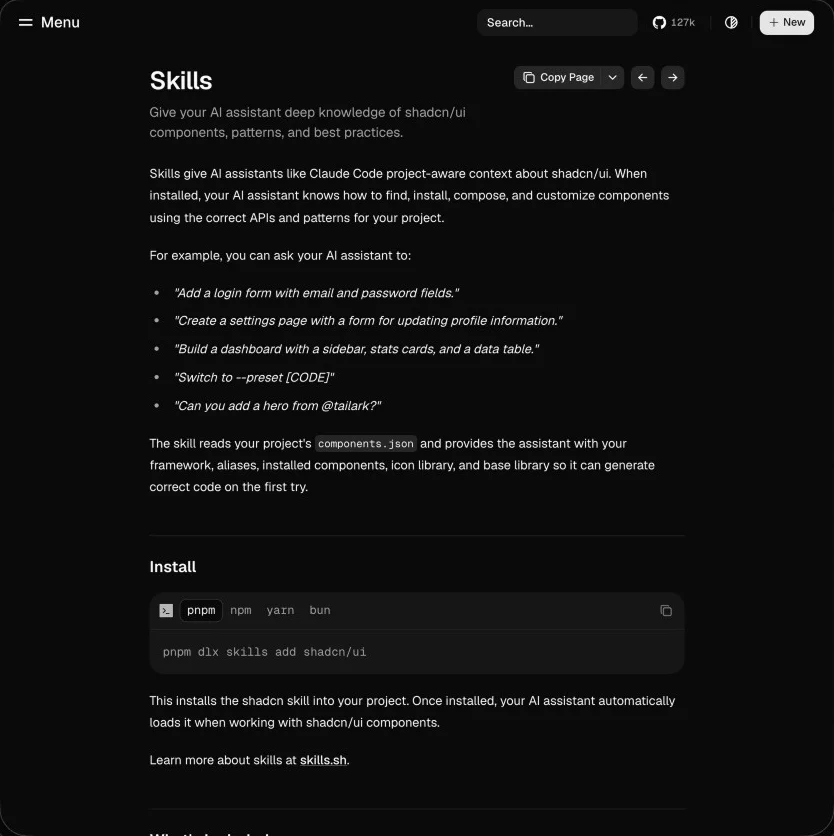 Menu
Search...
127k
New
Skills
Copy Page
Give your AI assistant deep knowledge of shadcn/ui
components, patterns, and best practices.
Skills give AI assistants like Claude Code project-aware context about shadcn/ui. When
installed, your AI assistant knows how to find, install, compose, and customize components
using the correct APIs and patterns for your project.
For example, you can ask your AI assistant to:
"Add a login form with email and password fields."
"Create a settings page with a form for updating profile information."
"Build a dashboard with a sidebar, stats cards, and a data table."
"Switch to --preset [CODE]"
"Can you add a hero from @tailark?"
The skill reads your project's components.json and provides the assistant with your
framework, aliases, installed components, icon library, and base library so it can generate
correct code on the first try.
Install
pnpm npm yarn bun
pnpm dlx skills add shadcn/ui
This installs the shadcn skill into your project. Once installed, your AI assistant automatically
loads it when working with shadcn/ui components.
Learn more about skills at skills.sh.